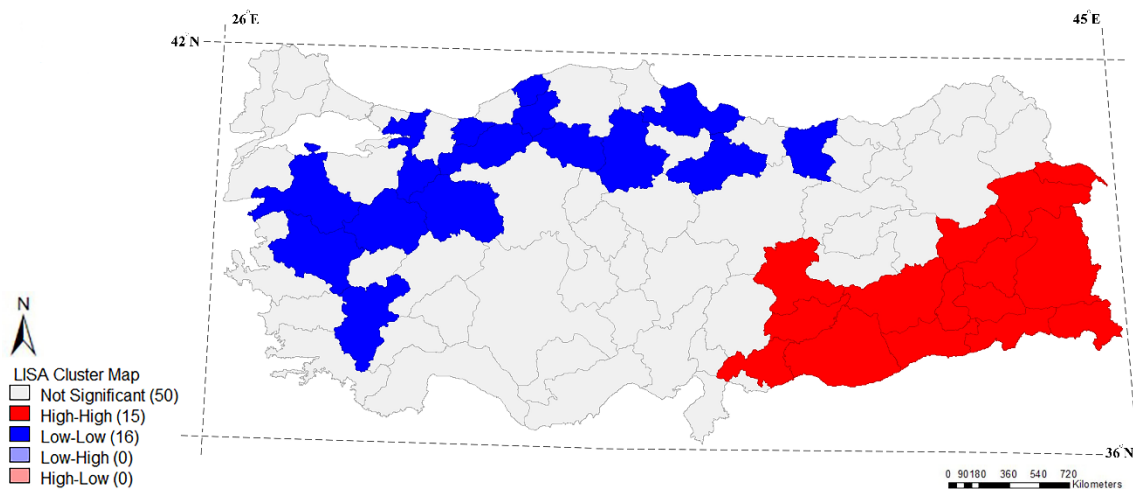 26°E
45°E
42°N
N
LISA Cluster Map
Not Significant (50)
High-High (15)
Low-Low (16)
Low-High (0)
High-Low (0)
36°N
0 90180 360 540 720
Kilometers